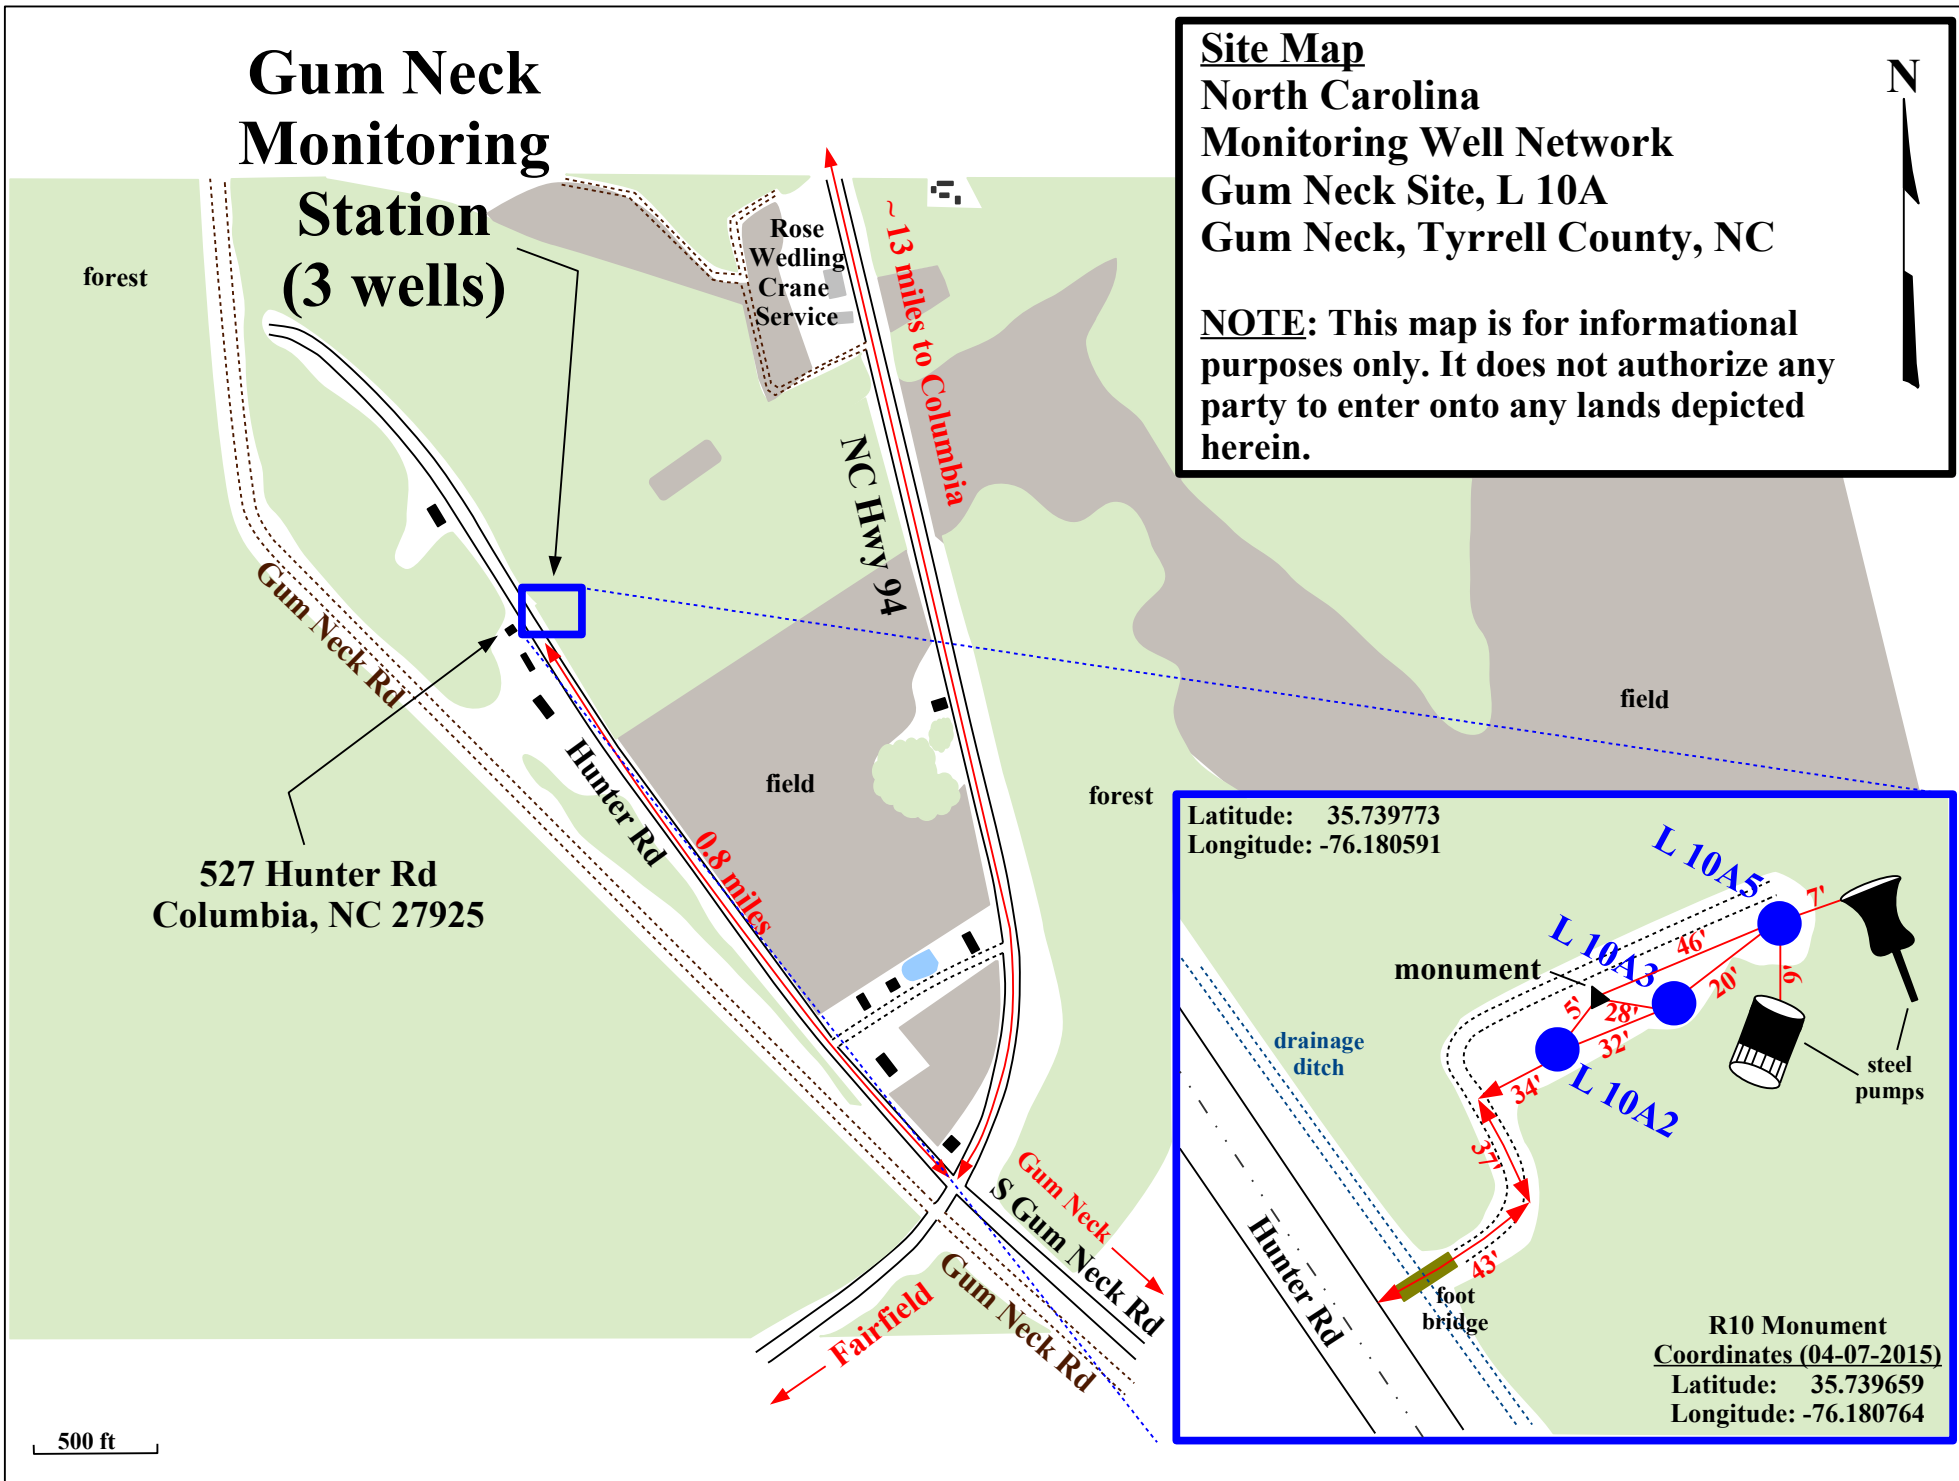 Gum Neck
Monitoring
Station
(3 wells)
Site Map
North Carolina
Monitoring Well Network
Gum Neck Site, L 10A
Gum Neck, Tyrrell County, NC
NOTE: This map is for informational
purposes only. It does not authorize any
party to enter onto any lands depicted
herein.
N
forest
Rose
Wedling
Crane
Service
~ 13 miles to Columbia
NC Hwy 94
Gum Neck Rd
Hunter Rd
0.8 miles
field
forest
field
527 Hunter Rd
Columbia, NC 27925
S Gum Neck Rd
Gum Neck
Gum Neck Rd
Fairfield
500 ft
Latitude: 35.739773
Longitude: -76.180591
L 10A5
7'
46'
L 10A3
monument
20'
9'
5'
28'
32'
L 10A2
34'
37'
43'
steel
pumps
drainage
ditch
Hunter Rd
foot
bridge
R10 Monument
Coordinates (04-07-2015)
Latitude: 35.739659
Longitude: -76.180764